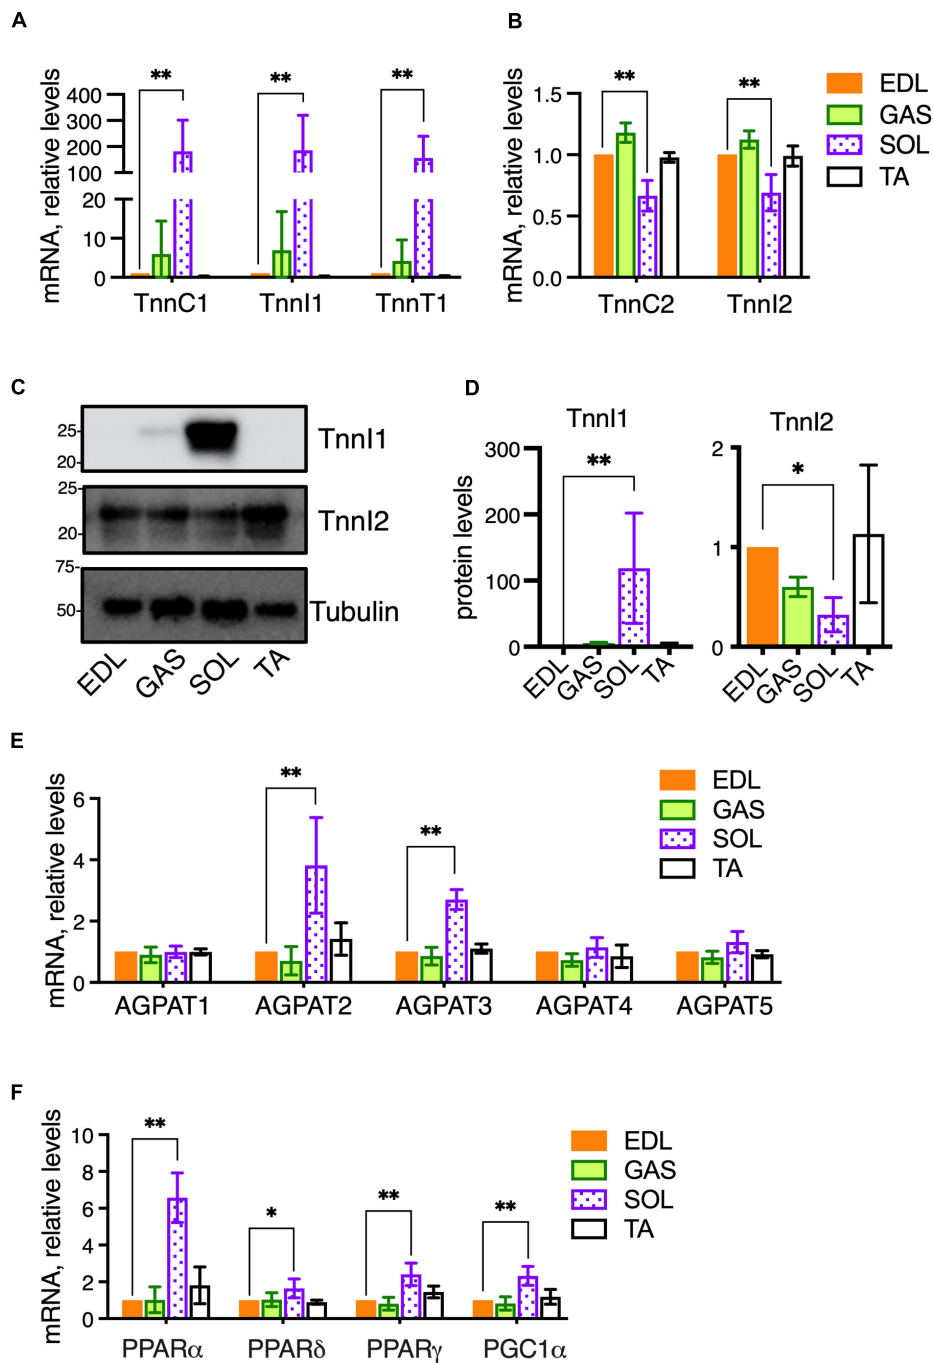 A
mRNA, relative levels
400
300
200
100
20
10
0
**
**
**
TnnC1 TnnI1 TnnT1
B
mRNA, relative levels
1.5
1.0
0.5
0.0
**
**
TnnC2 TnnI2
EDL
GAS
SOL
TA
C
25-
20-
TnnI1
25-
20-
TnnI2
75-
50-
Tubulin
EDL GAS SOL TA
D
TnnI1
protein levels
300
200
100
0
**
EDL GAS SOL TA
TnnI2
2
1
0
*
EDL GAS SOL TA
E
mRNA, relative levels
6
4
2
0
**
**
AGPAT1 AGPAT2 AGPAT3 AGPAT4 AGPAT5
EDL
GAS
SOL
TA
F
mRNA, relative levels
10
8
6
4
2
0
**
*
**
**
PPARα PPARδ PPARγ PGC1α
EDL
GAS
SOL
TA